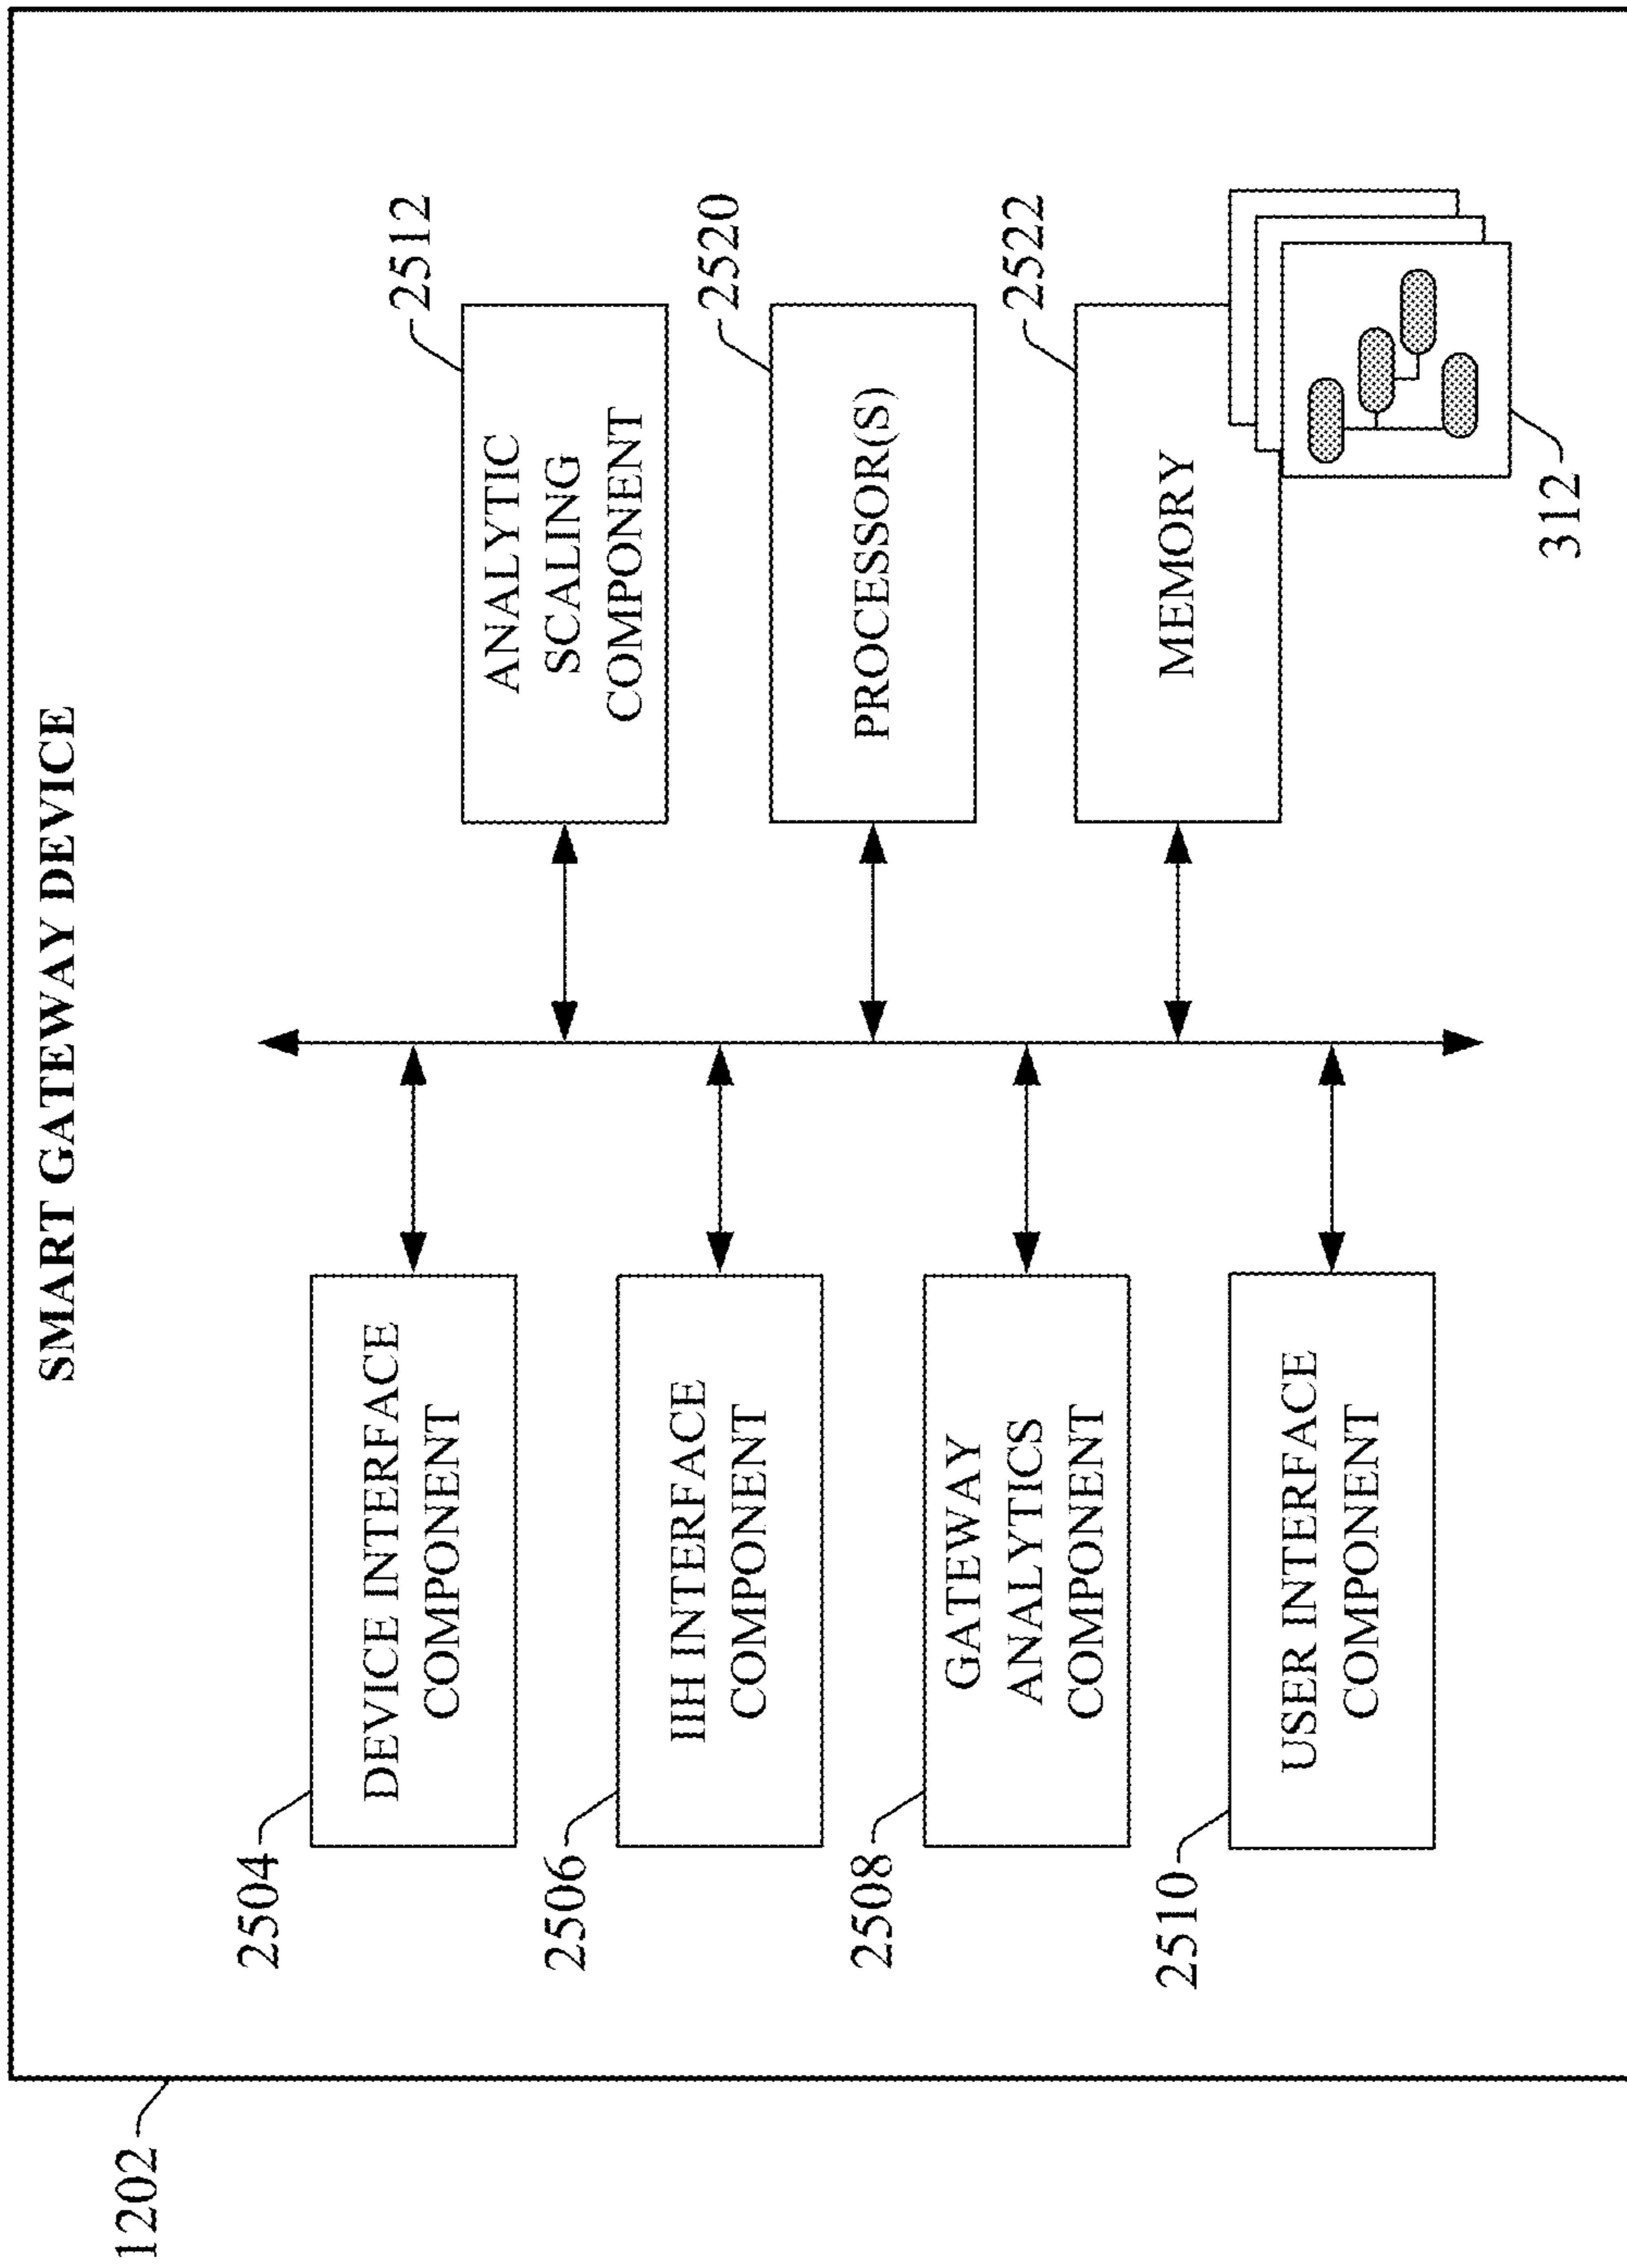 1202
SMART GATEWAY DEVICE
2504
DEVICE INTERFACE
COMPONENT
2506
IIH INTERFACE
COMPONENT
2508
GATEWAY
ANALYTICS
COMPONENT
2510
USER INTERFACE
COMPONENT
2512
ANALYTIC
SCALING
COMPONENT
2520
PROCESSOR(S)
2522
MEMORY
312